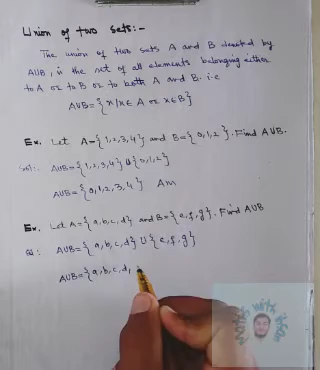 Union of two sets:-
The union of two sets A and B denoted by
A∪B, is the set of all elements belonging either
to A or to B or to both A and B. i.e
A∪B={x/x∈A or x∈B}
Ex. Let A={1,2,3,4} and B={0,1,2}. Find A∪B.
Sol:. A∪B={1,2,3,4}∪{0,1,2}
A∪B={0,1,2,3,4} Ans
Ex. Let A={a,b,c,d} and B={e,f,g}. Find A∪B
A∪B={a,b,c,d}∪{e,f,g}
A∪B={a,b,c,d,
with